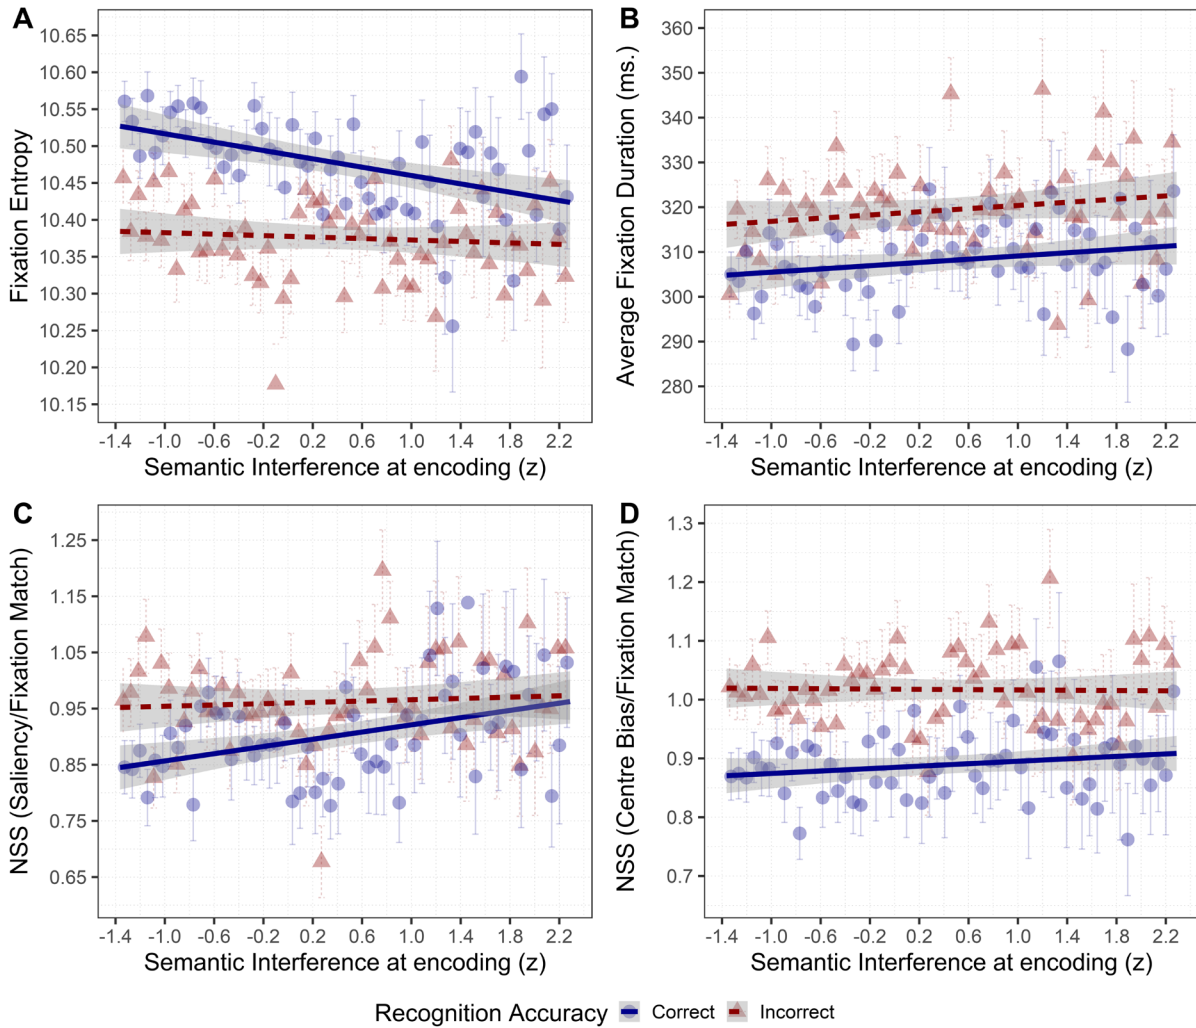 A
Fixation Entropy
10.65
10.60
10.55
10.50
10.45
10.40
10.35
10.30
10.25
10.20
10.15
-1.4 -1.0 -0.6 -0.2 0.2 0.6 1.0 1.4 1.8 2.2
Semantic Interference at encoding (z)
B
Average Fixation Duration (ms.)
360
350
340
330
320
310
300
290
280
-1.4 -1.0 -0.6 -0.2 0.2 0.6 1.0 1.4 1.8 2.2
Semantic Interference at encoding (z)
C
NSS (Saliency/Fixation Match)
1.25
1.15
1.05
0.95
0.85
0.75
0.65
-1.4 -1.0 -0.6 -0.2 0.2 0.6 1.0 1.4 1.8 2.2
Semantic Interference at encoding (z)
D
NSS (Centre Bias/Fixation Match)
1.3
1.2
1.1
1.0
0.9
0.8
0.7
-1.4 -1.0 -0.6 -0.2 0.2 0.6 1.0 1.4 1.8 2.2
Semantic Interference at encoding (z)
Recognition Accuracy Correct Incorrect